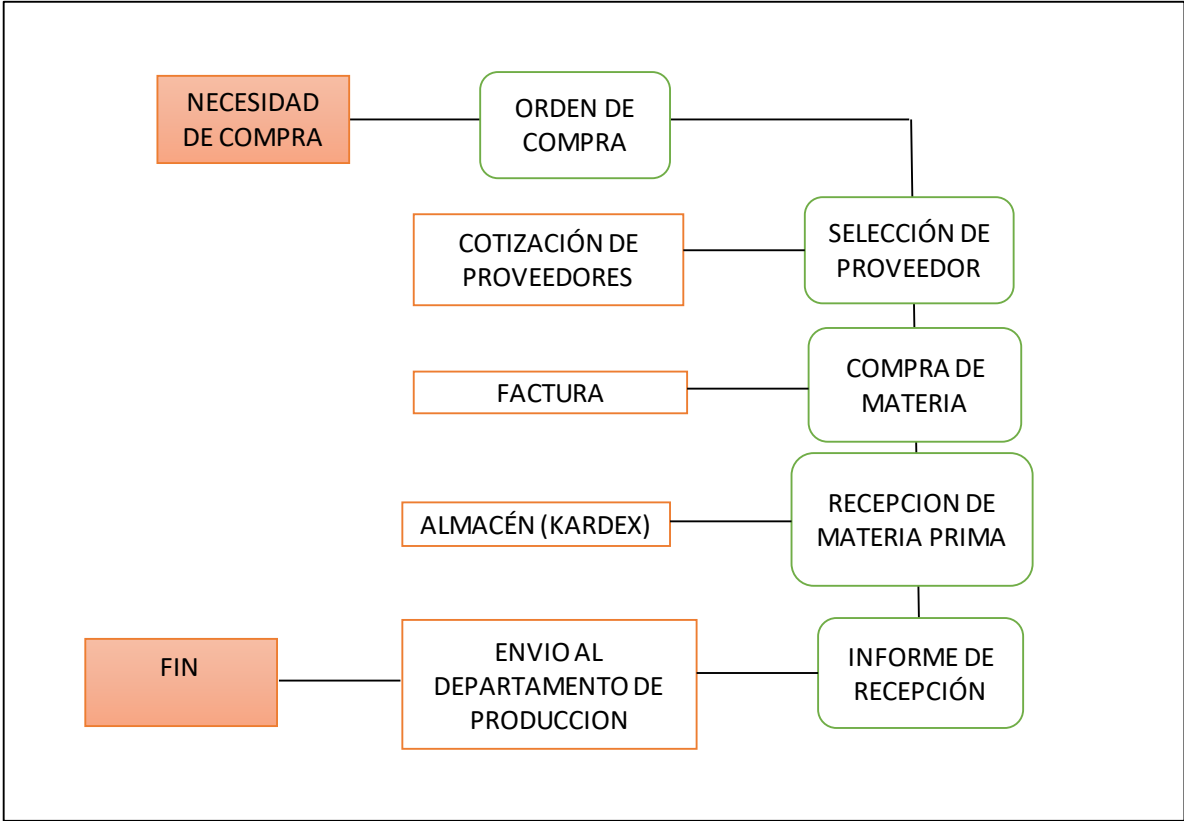 NECESIDAD
DE COMPRA
ORDEN DE
COMPRA
COTIZACIÓN DE
PROVEEDORES
SELECCIÓN DE
PROVEEDOR
FACTURA
COMPRA DE
MATERIA
ALMACÉN (KARDEX)
RECEPCION DE
MATERIA PRIMA
FIN
ENVIO AL
DEPARTAMENTO DE
PRODUCCION
INFORME DE
RECEPCIÓN